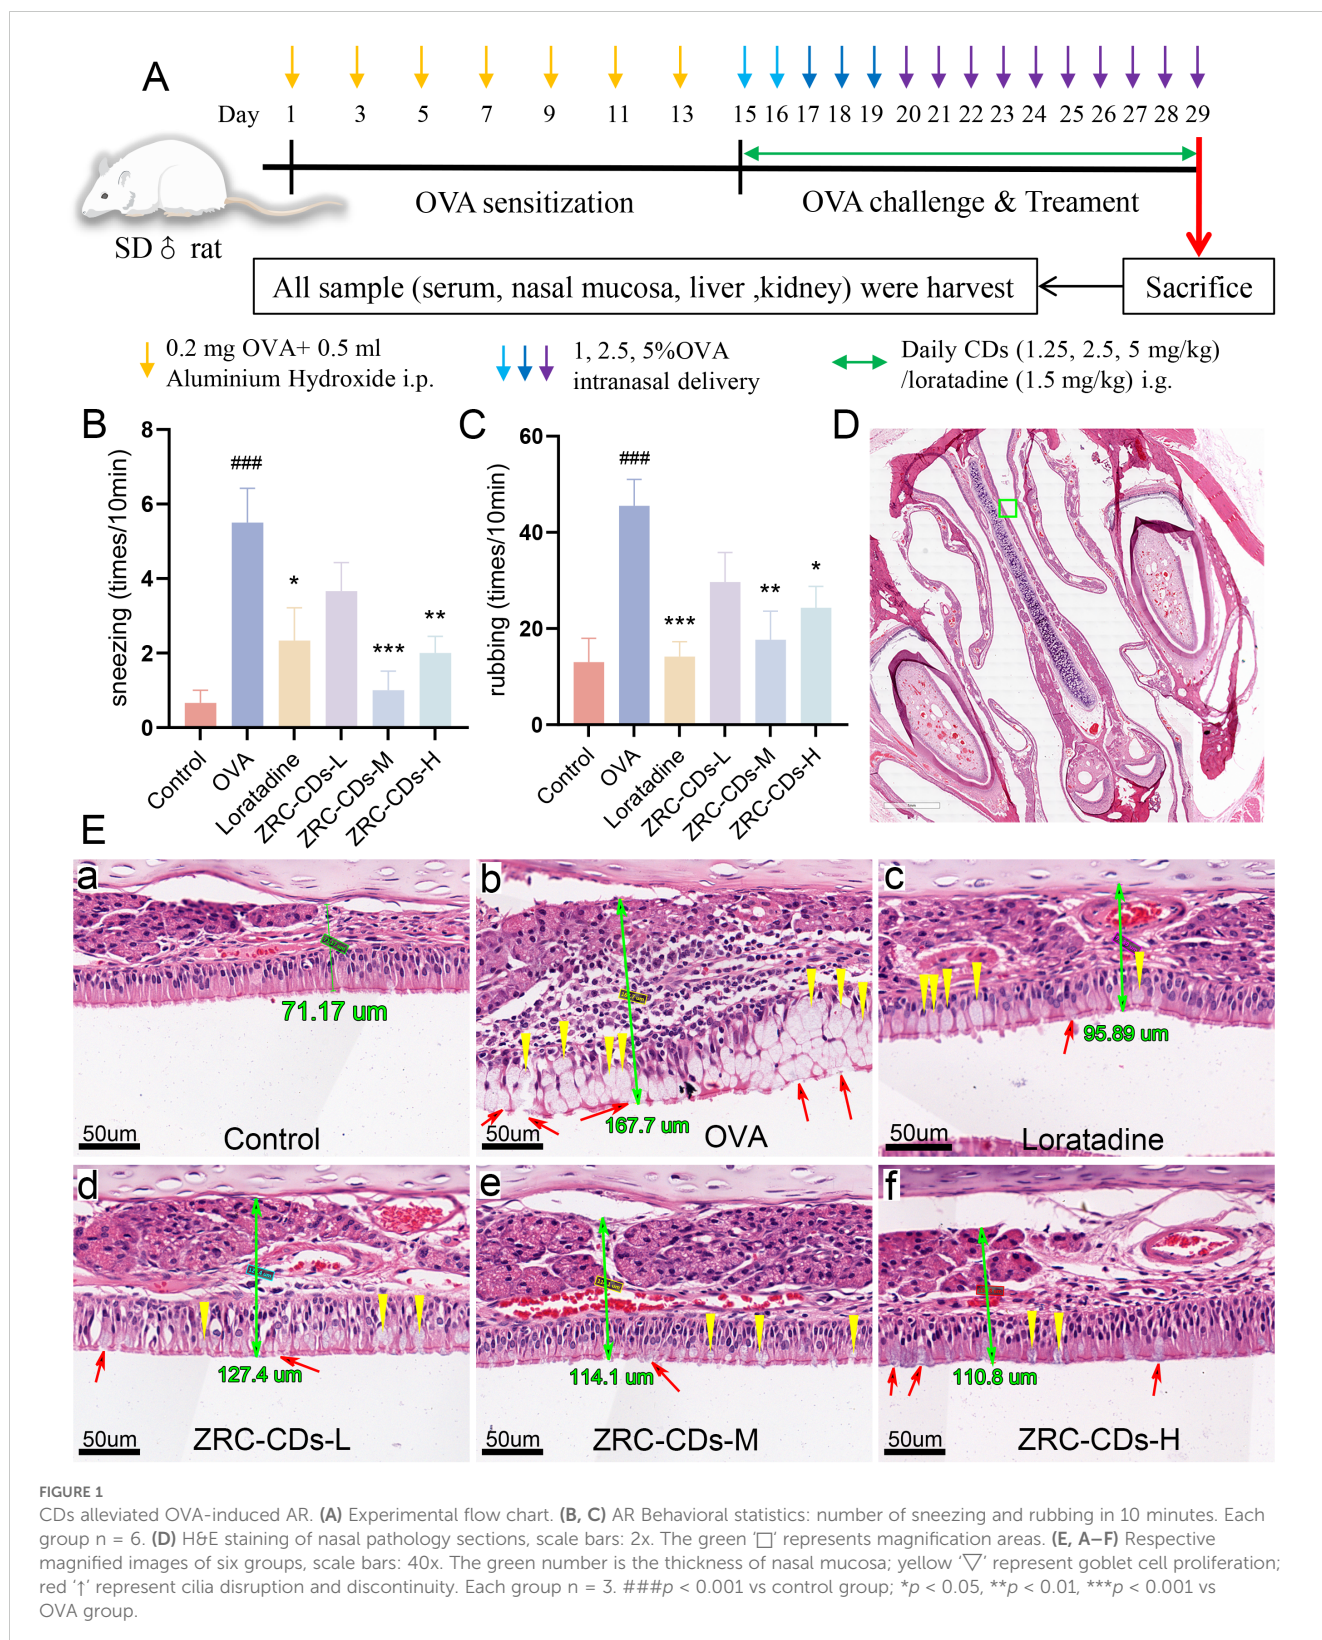 A
Day 1 3 5 7 9 11 13 15 16 17 18 19 20 21 22 23 24 25 26 27 28 29
OVA sensitization
OVA challenge & Treament
SD ♂ rat
All sample (serum, nasal mucosa, liver ,kidney) were harvest
Sacrifice
0.2 mg OVA+ 0.5 ml
Aluminium Hydroxide i.p.
1, 2.5, 5%OVA
intranasal delivery
Daily CDs (1.25, 2.5, 5 mg/kg)
/loratadine (1.5 mg/kg) i.g.
B
sneezing (times/10min)
8
6
4
2
0
###
*
***
**
Control
OVA
Loratadine
ZRC-CDs-L
ZRC-CDs-M
ZRC-CDs-H
C
rubbing (times/10min)
60
40
20
0
###
***
**
*
Control
OVA
Loratadine
ZRC-CDs-L
ZRC-CDs-M
ZRC-CDs-H
D
E
a
71.17 um
50um
Control
b
167.7 um
50um
OVA
c
95.89 um
50um
Loratadine
d
127.4 um
50um
ZRC-CDs-L
e
114.1 um
50um
ZRC-CDs-M
f
110.8 um
50um
ZRC-CDs-H
FIGURE 1
CDs alleviated OVA-induced AR. (A) Experimental flow chart. (B, C) AR Behavioral statistics: number of sneezing and rubbing in 10 minutes. Each
group n = 6. (D) H&E staining of nasal pathology sections, scale bars: 2x. The green ‘□‘ represents magnification areas. (E, A–F) Respective
magnified images of six groups, scale bars: 40x. The green number is the thickness of nasal mucosa; yellow ‘▽‘ represent goblet cell proliferation;
red ‘↑‘ represent cilia disruption and discontinuity. Each group n = 3. ###p < 0.001 vs control group; *p < 0.05, **p < 0.01, ***p < 0.001 vs
OVA group.